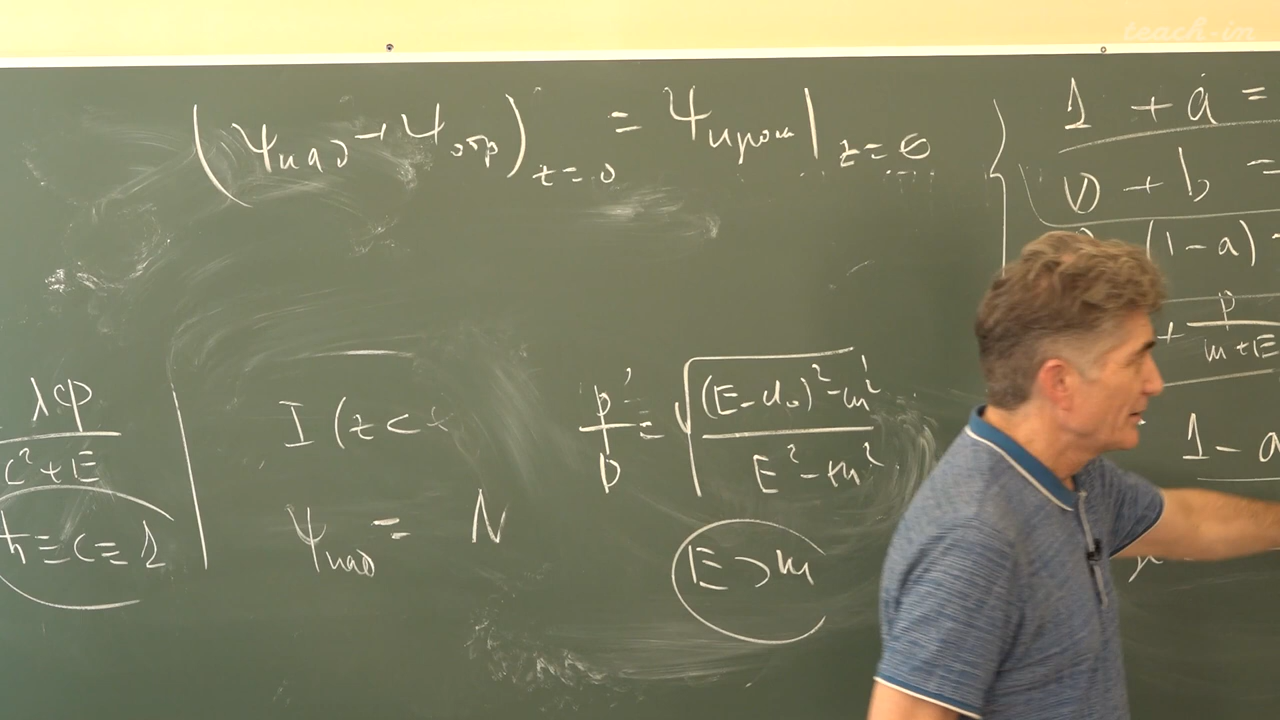 teach-in
(Ψпад + Ψотр)z=0 = Ψпрош|z=0
1 + a =
0 + b =
(1 - a) =
+ p / (m + E
1 - a
λcp / (c² + E)
ħ = c = 1
I (z <
Ψпад = N
p' / p = √(((E - U₀)² - m²) / (E² - m²))
E > m